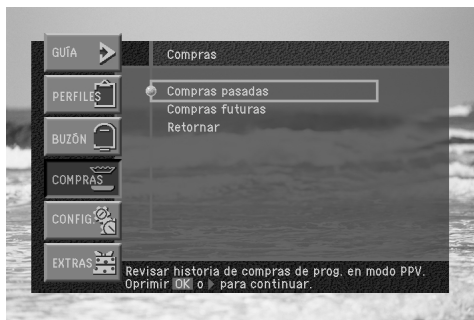 GUÍA
PERFILES
BUZÓN
COMPRAS
CONFIG.
EXTRAS
Compras
Compras pasadas
Compras futuras
Retornar
Revisar historia de compras de prog. en modo PPV.
Oprimir OK o ▶ para continuar.